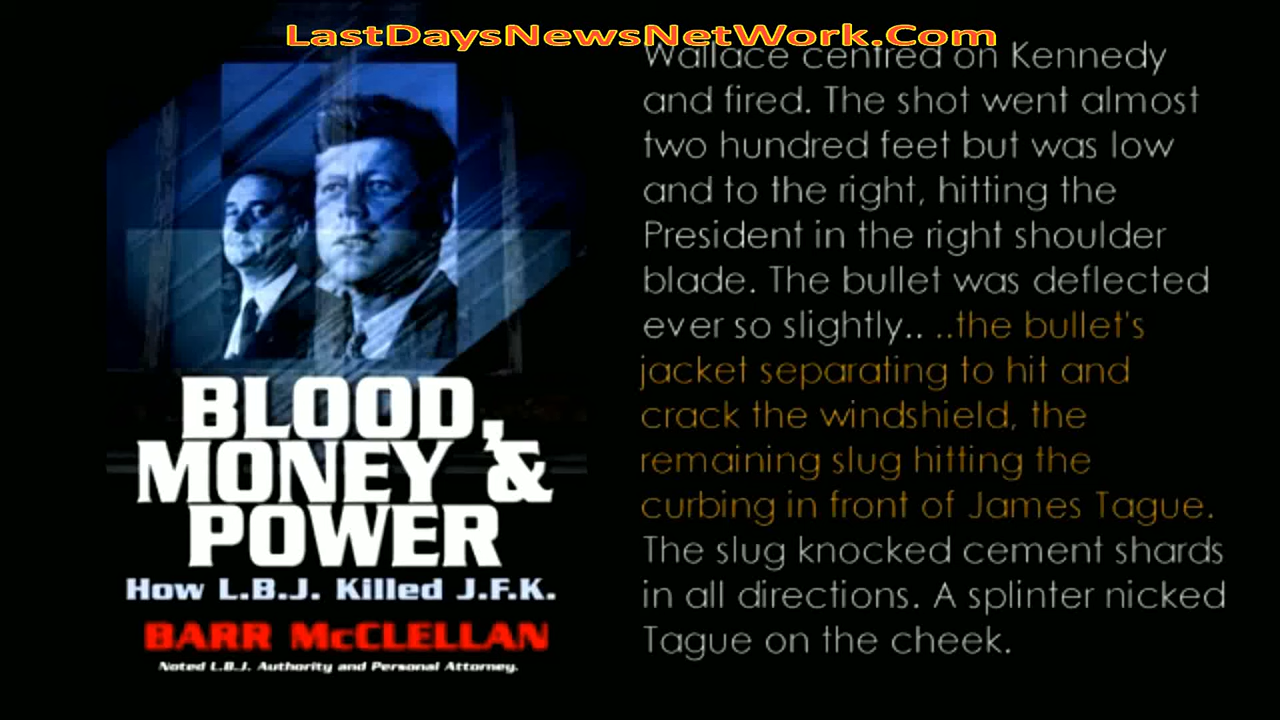 LastDaysNewsNetWork.Com
Wallace centred on Kennedy
and fired. The shot went almost
two hundred feet but was low
and to the right, hitting the
President in the right shoulder
blade. The bullet was deflected
ever so slightly.. ..the bullet's
jacket separating to hit and
crack the windshield, the
remaining slug hitting the
curbing in front of James Tague.
The slug knocked cement shards
in all directions. A splinter nicked
Tague on the cheek.
BLOOD,
MONEY &
POWER
How L.B.J. Killed J.F.K.
BARR McCLELLAN
Noted L.B.J. Authority and Personal Attorney.